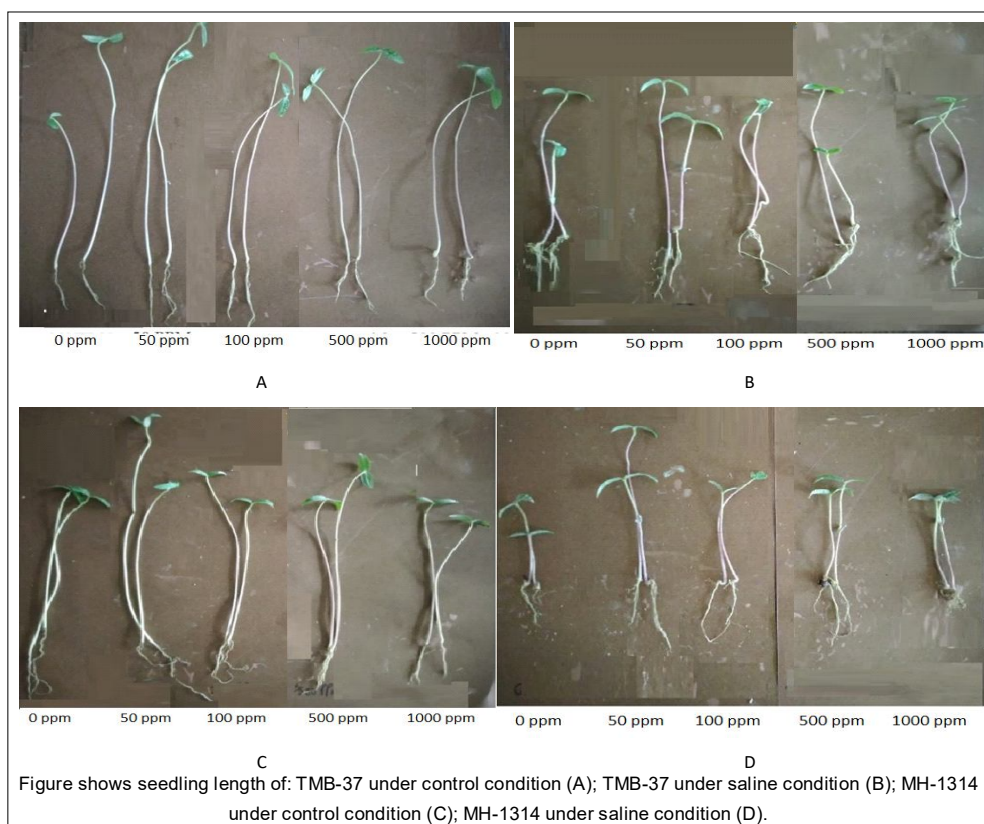 0 ppm 50 ppm 100 ppm 500 ppm 1000 ppm
A
0 ppm 50 ppm 100 ppm 500 ppm 1000 ppm
B
0 ppm 50 ppm 100 ppm 500 ppm 1000 ppm
C
0 ppm 50 ppm 100 ppm 500 ppm 1000 ppm
D
Figure shows seedling length of: TMB-37 under control condition (A); TMB-37 under saline condition (B); MH-1314
under control condition (C); MH-1314 under saline condition (D).